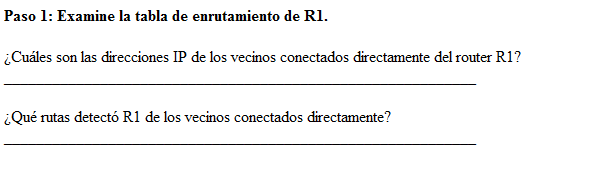 Paso 1: Examine la tabla de enrutamiento de R1.
¿Cuáles son las direcciones IP de los vecinos conectados directamente del router R1?
¿Qué rutas detectó R1 de los vecinos conectados directamente?